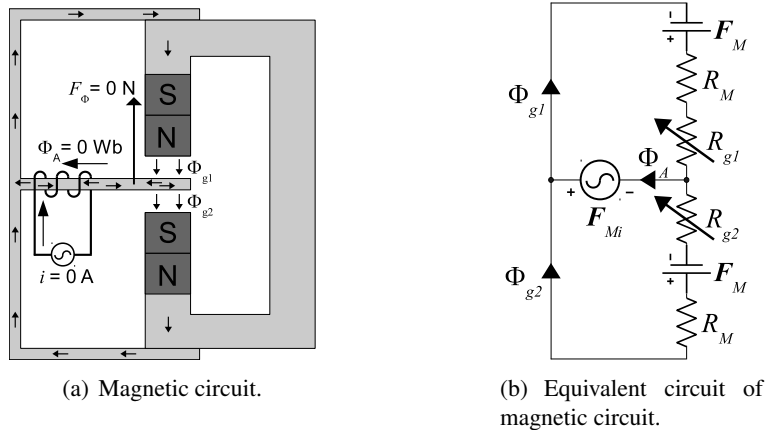 S
N
F_Φ = 0 N
Φ_A = 0 Wb
Φ_g1
Φ_g2
S
N
i = 0 A
(a) Magnetic circuit.
- + F_M
R_M
Φ_g1
R_g1
Φ_A
+ -
F_Mi
R_g2
Φ_g2
- + F_M
R_M
(b) Equivalent circuit of
magnetic circuit.